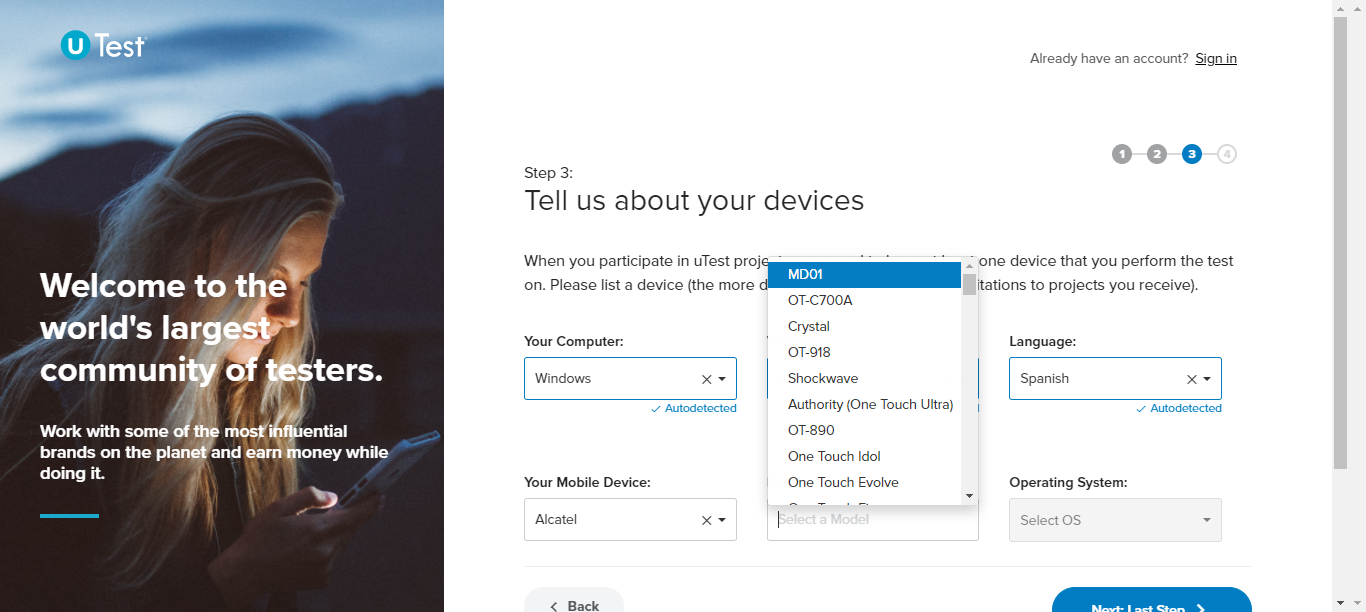 U Test
Already have an account? Sign in
1 2 3 4
Step 3:
Tell us about your devices
When you participate in uTest proje one device that you perform the test
on. Please list a device (the more d itations to projects you receive).
Welcome to the
world's largest
community of testers.
Work with some of the most influential
brands on the planet and earn money while
doing it.
MD01
OT-C700A
Crystal
OT-918
Shockwave
Authority (One Touch Ultra)
OT-890
One Touch Idol
One Touch Evolve
Your Computer:
Windows
Autodetected
Language:
Spanish
Autodetected
Your Mobile Device:
Alcatel
Select a Model
Operating System:
Select OS
Back
Next: Last Step